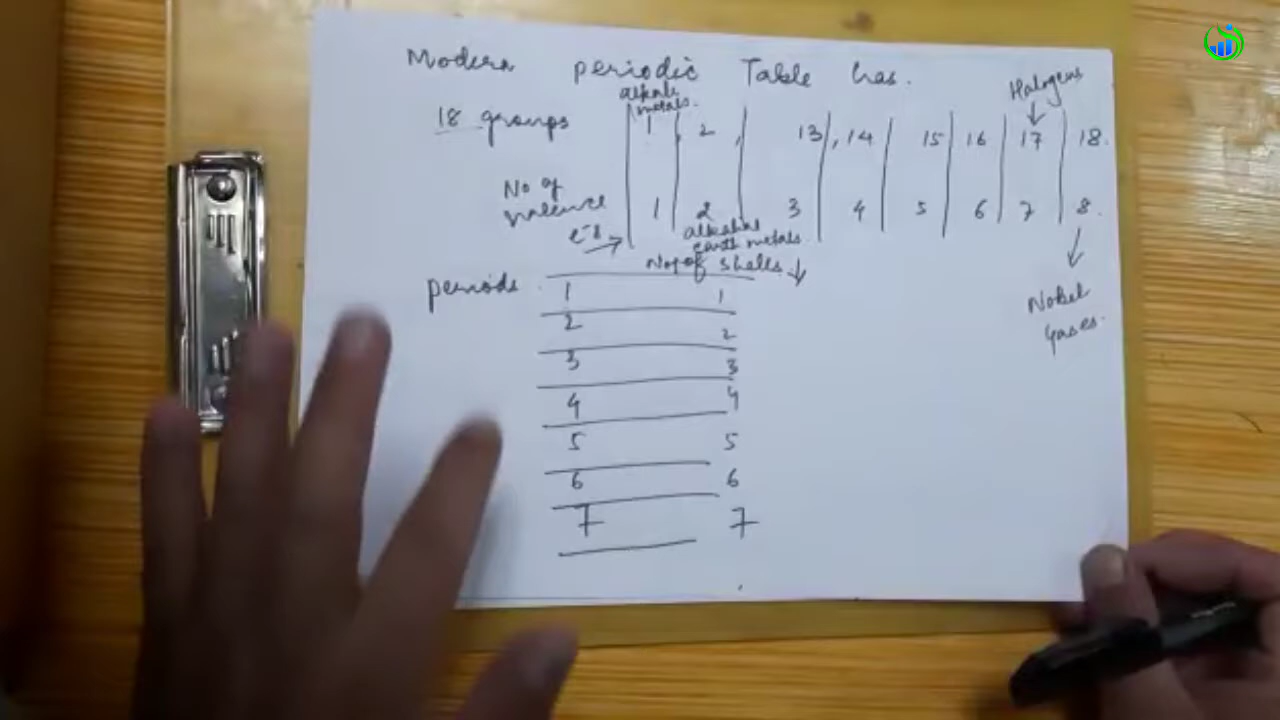 Modern periodic Table has.
alkali
metals.
Halogens
18 groups 1, 2, 13, 14 15 16 17 18.
No of
valence
e⁻s 1 2 3 4 5 6 7 8.
alkaline
earth metals
No. of shells
periods
1 1
2 2
3 3
4 4
5 5
6 6
7 7
Nobel
Gases.